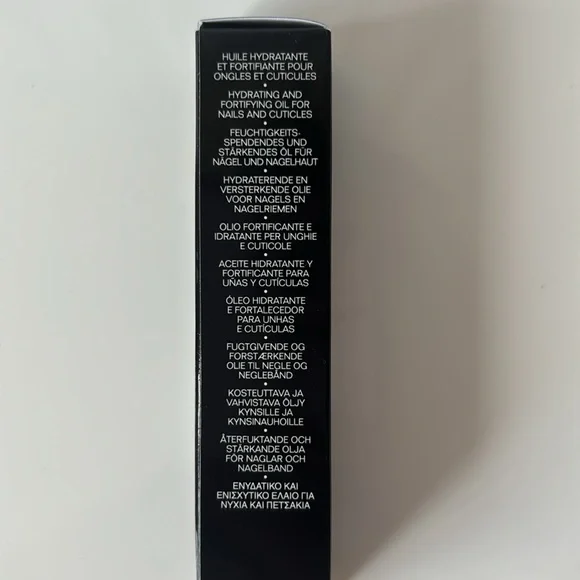 HUILE HYDRATANTE
ET FORTIFIANTE POUR
ONGLES ET CUTICULES
•
HYDRATING AND
FORTIFYING OIL FOR
NAILS AND CUTICLES
•
FEUCHTIGKEITS-
SPENDENDES UND
STÄRKENDES ÖL FÜR
NÄGEL UND NAGELHAUT
•
HYDRATERENDE EN
VERSTERKENDE OLIE
VOOR NAGELS EN
NAGELRIEMEN
•
OLIO FORTIFICANTE E
IDRATANTE PER UNGHIE
E CUTICOLE
•
ACEITE HIDRATANTE Y
FORTIFICANTE PARA
UÑAS Y CUTÍCULAS
•
ÓLEO HIDRATANTE
E FORTALECEDOR
PARA UNHAS
E CUTÍCULAS
•
FUGTGIVENDE OG
FORSTÆRKENDE
OLIE TIL NEGLE OG
NEGLEBÅND
•
KOSTEUTTAVA JA
VAHVISTAVA ÖLJY
KYNSILLE JA
KYNSINAUHOILLE
•
ÅTERFUKTANDE OCH
STÄRKANDE OLJA
FÖR NAGLAR OCH
NAGELBAND
•
ΕΝΥΔΑΤΙΚΟ ΚΑΙ
ΕΝΙΣΧΥΤΙΚΟ ΕΛΑΙΟ ΓΙΑ
ΝΥΧΙΑ ΚΑΙ ΠΕΤΣΑΚΙΑ